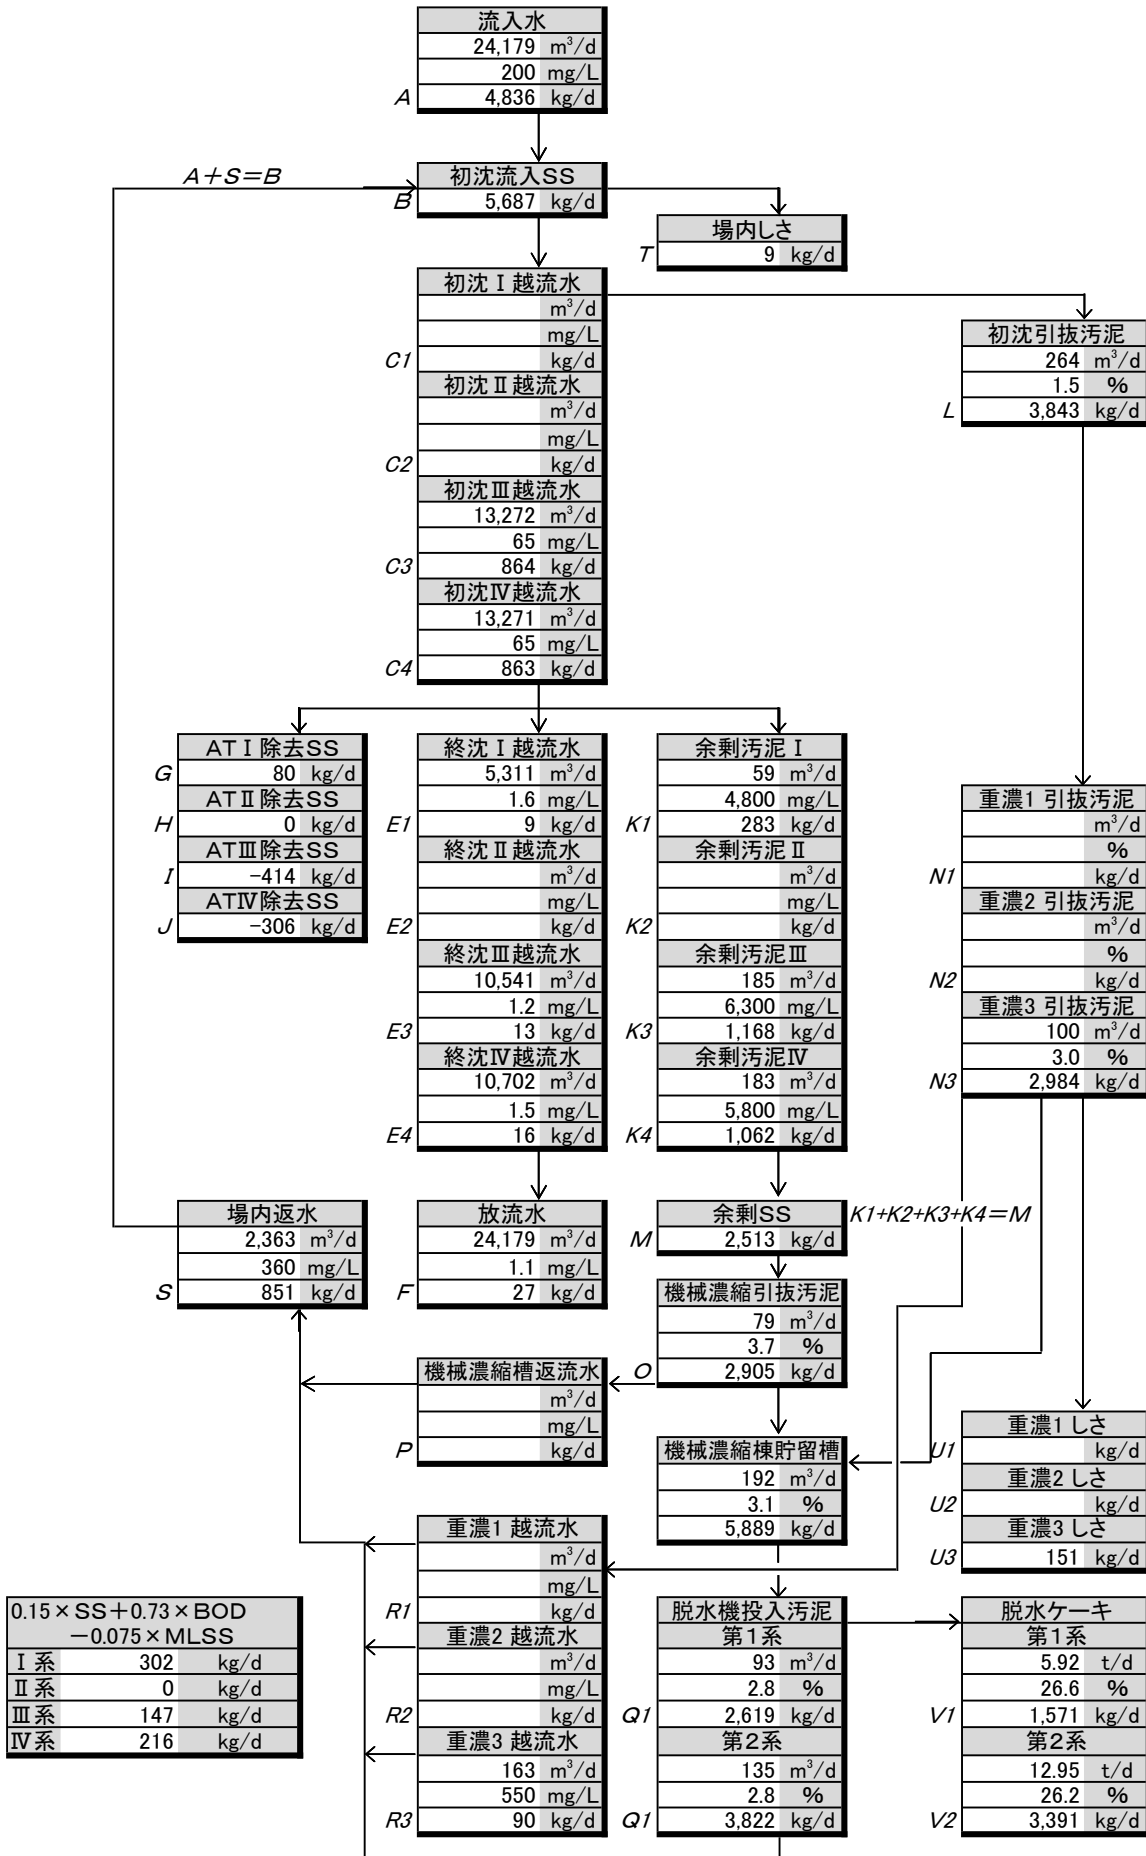 流入水
24,179 m³/d
200 mg/L
A 4,836 kg/d
A+S=B
初沈流入SS
B 5,687 kg/d
場内しさ
T 9 kg/d
初沈Ⅰ越流水
m³/d
mg/L
C1 kg/d
初沈Ⅱ越流水
m³/d
mg/L
C2 kg/d
初沈Ⅲ越流水
13,272 m³/d
65 mg/L
C3 864 kg/d
初沈Ⅳ越流水
13,271 m³/d
65 mg/L
C4 863 kg/d
初沈引抜汚泥
264 m³/d
1.5 %
L 3,843 kg/d
ATⅠ除去SS
G 80 kg/d
ATⅡ除去SS
H 0 kg/d
ATⅢ除去SS
I -414 kg/d
ATⅣ除去SS
J -306 kg/d
終沈Ⅰ越流水
5,311 m³/d
1.6 mg/L
E1 9 kg/d
終沈Ⅱ越流水
m³/d
mg/L
E2 kg/d
終沈Ⅲ越流水
10,541 m³/d
1.2 mg/L
E3 13 kg/d
終沈Ⅳ越流水
10,702 m³/d
1.5 mg/L
E4 16 kg/d
余剰汚泥Ⅰ
59 m³/d
4,800 mg/L
K1 283 kg/d
余剰汚泥Ⅱ
m³/d
mg/L
K2 kg/d
余剰汚泥Ⅲ
185 m³/d
6,300 mg/L
K3 1,168 kg/d
余剰汚泥Ⅳ
183 m³/d
5,800 mg/L
K4 1,062 kg/d
重濃1 引抜汚泥
m³/d
%
N1 kg/d
重濃2 引抜汚泥
m³/d
%
N2 kg/d
重濃3 引抜汚泥
100 m³/d
3.0 %
N3 2,984 kg/d
場内返水
2,363 m³/d
360 mg/L
S 851 kg/d
放流水
24,179 m³/d
1.1 mg/L
F 27 kg/d
余剰SS
M 2,513 kg/d
K1+K2+K3+K4=M
機械濃縮引抜汚泥
79 m³/d
3.7 %
O 2,905 kg/d
機械濃縮槽返流水
m³/d
mg/L
P kg/d
機械濃縮棟貯留槽
192 m³/d
3.1 %
5,889 kg/d
重濃1 しさ
U1 kg/d
重濃2 しさ
U2 kg/d
重濃3 しさ
U3 151 kg/d
重濃1 越流水
m³/d
mg/L
R1 kg/d
重濃2 越流水
m³/d
mg/L
R2 kg/d
重濃3 越流水
163 m³/d
550 mg/L
R3 90 kg/d
0.15×SS+0.73×BOD
-0.075×MLSS
Ⅰ系 302 kg/d
Ⅱ系 0 kg/d
Ⅲ系 147 kg/d
Ⅳ系 216 kg/d
脱水機投入汚泥
第1系
93 m³/d
2.8 %
Q1 2,619 kg/d
第2系
135 m³/d
2.8 %
Q1 3,822 kg/d
脱水ケーキ
第1系
5.92 t/d
26.6 %
V1 1,571 kg/d
第2系
12.95 t/d
26.2 %
V2 3,391 kg/d